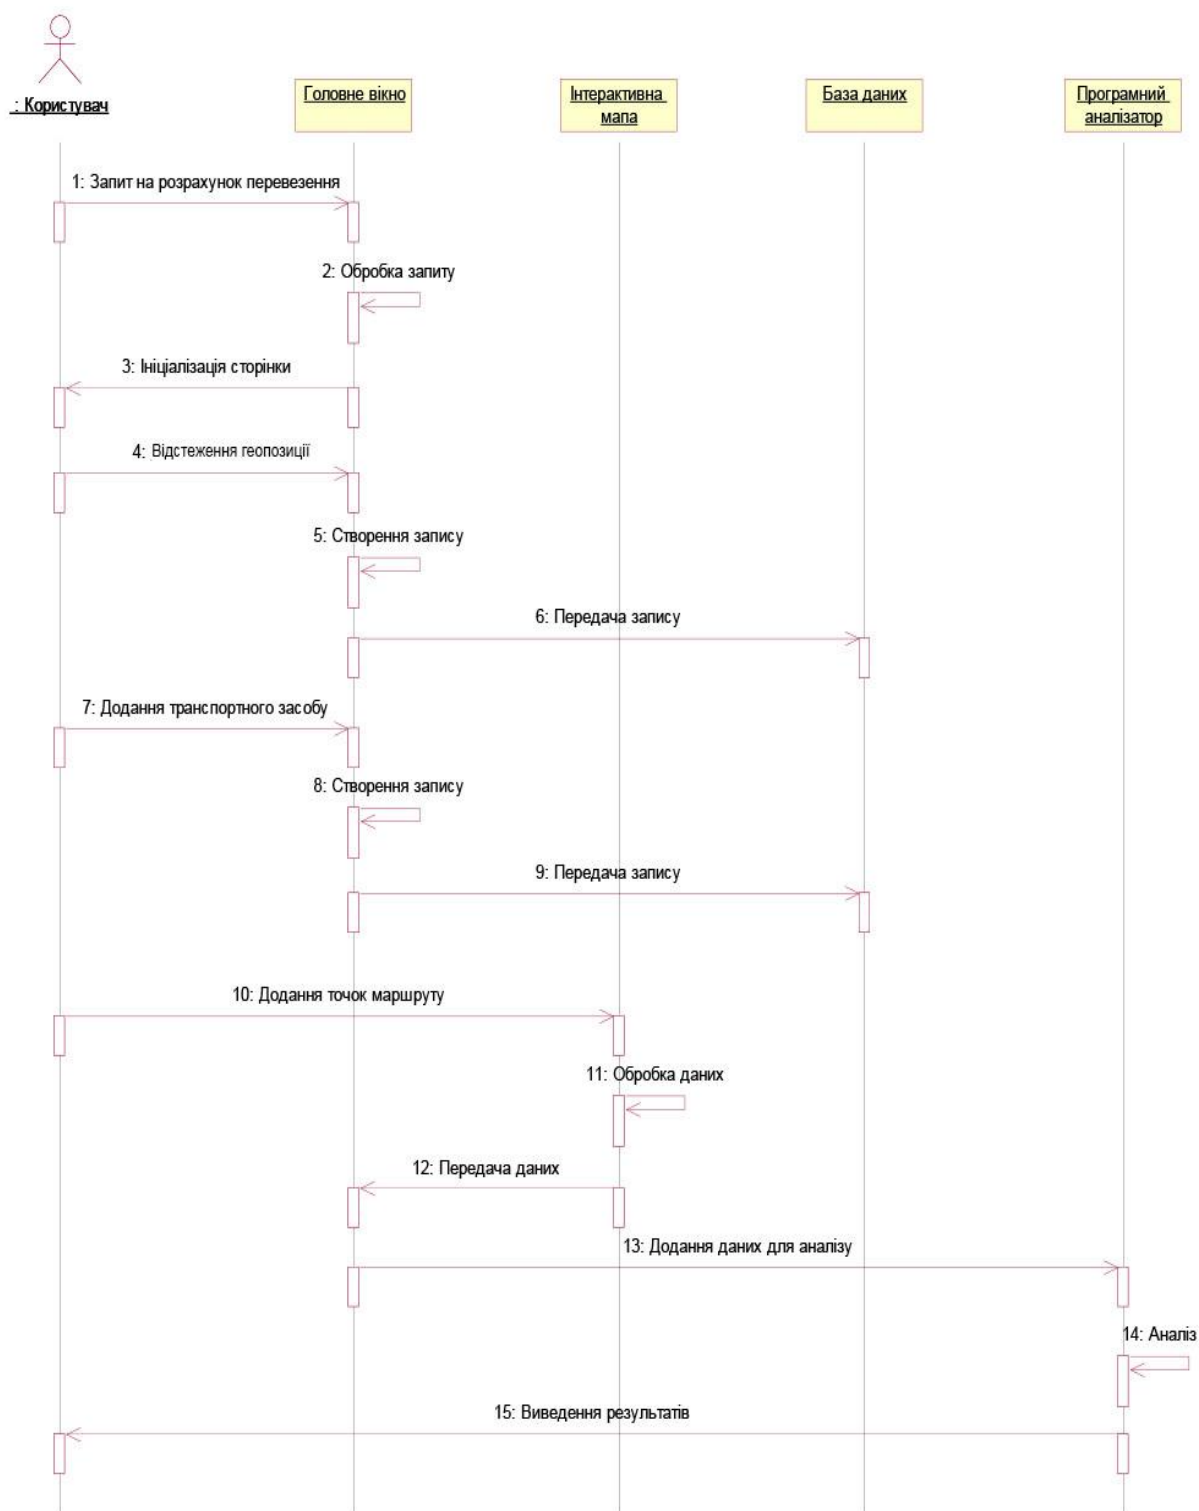 : Користувач
Головне вікно
Інтерактивна
мапа
База даних
Програмний
аналізатор
1: Запит на розрахунок перевезення
2: Обробка запиту
3: Ініціалізація сторінки
4: Відстеження геопозиції
5: Створення запису
6: Передача запису
7: Додання транспортного засобу
8: Створення запису
9: Передача запису
10: Додання точок маршруту
11: Обробка даних
12: Передача даних
13: Додання даних для аналізу
14: Аналіз
15: Виведення результатів